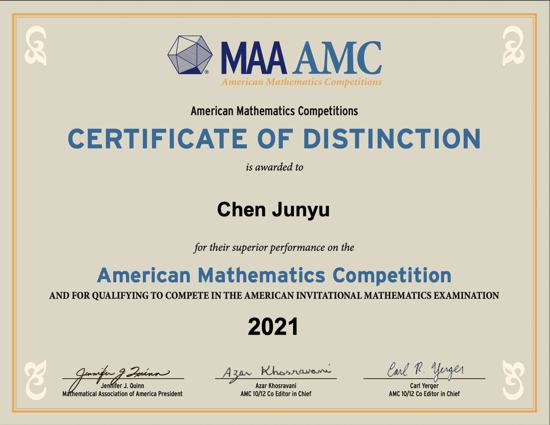 MAA AMC
American Mathematics Competitions
American Mathematics Competitions
CERTIFICATE OF DISTINCTION
is awarded to
Chen Junyu
for their superior performance on the
American Mathematics Competition
AND FOR QUALIFYING TO COMPETE IN THE AMERICAN INVITATIONAL MATHEMATICS EXAMINATION
2021
Jennifer J Quinn Azar Khosravani Carl R. Yerger
Jennifer J. Quinn Azar Khosravani Carl Yerger
Mathematical Association of America President AMC 10/12 Co Editor in Chief AMC 10/12 Co Editor in Chief